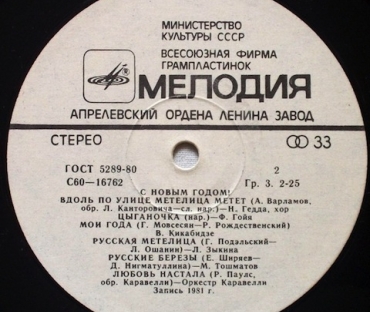 МИНИСТЕРСТВО
КУЛЬТУРЫ СССР
ВСЕСОЮЗНАЯ ФИРМА
ГРАМПЛАСТИНОК
МЕЛОДИЯ
АПРЕЛЕВСКИЙ ОРДЕНА ЛЕНИНА ЗАВОД
СТЕРЕО 33
ГОСТ 5289-80 2
С60—16762 Гр. 3. 2-25
С НОВЫМ ГОДОМ!
ВДОЛЬ ПО УЛИЦЕ МЕТЕЛИЦА МЕТЕТ (А. Варламов,
обр. Л. Канторовича—сл. нар.)— Н. Гедда, хор
ЦЫГАНОЧКА (нар.)— Ф. Гойя
МОИ ГОДА (Г. Мовсесян—Р. Рождественский)
В. Кикабидзе
РУССКАЯ МЕТЕЛИЦА (Г. Подэльский—
Л. Ошанин)— Л. Зыкина
РУССКИЕ БЕРЕЗЫ (Е. Ширяев—
Д. Нигматуллина)— М. Тошматов
ЛЮБОВЬ НАСТАЛА (Р. Паулс,
обр. Каравелли)—Оркестр Каравелли
Запись 1981 г.